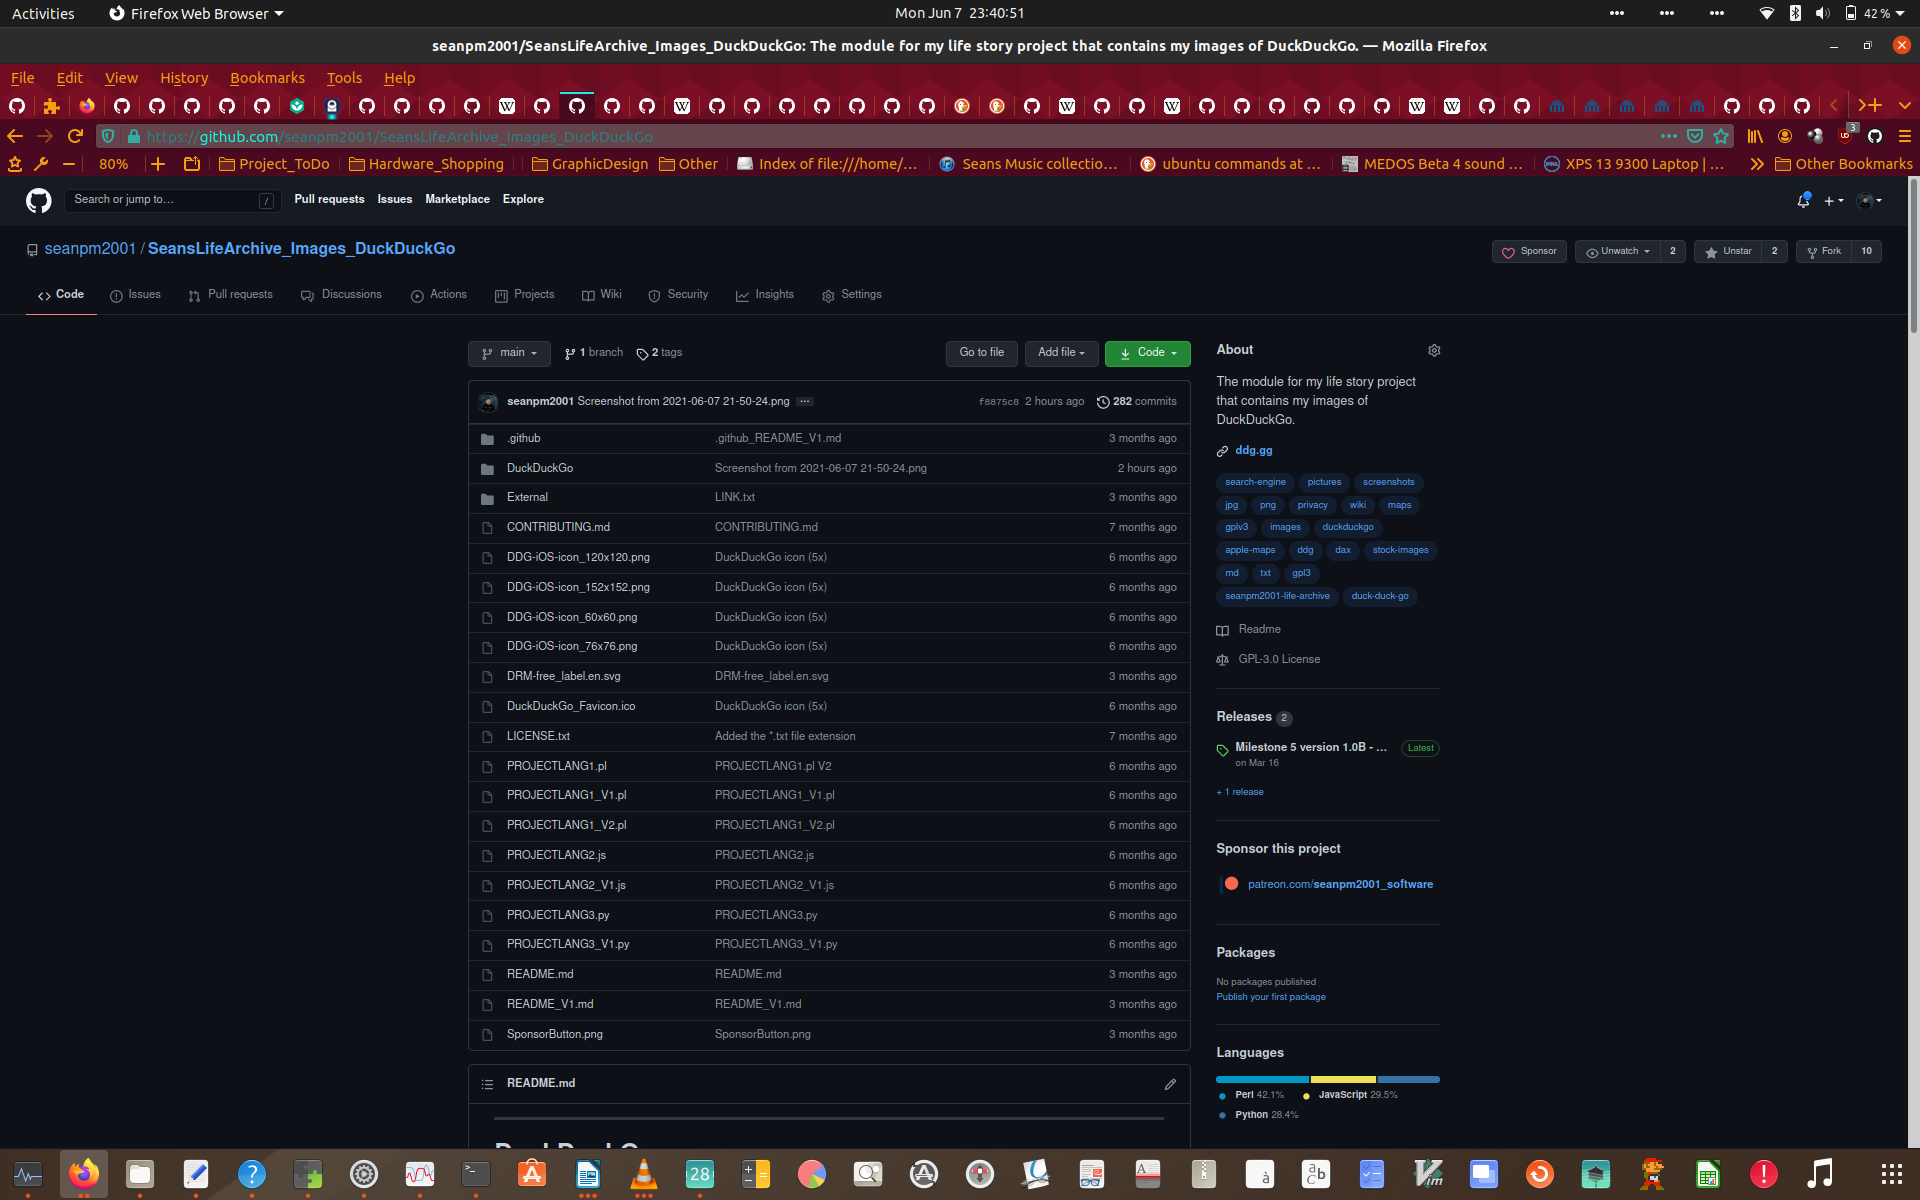 Activities Firefox Web Browser Mon Jun 7 23:40:51 42 %
seanpm2001/SeansLifeArchive_Images_DuckDuckGo: The module for my life story project that contains my images of DuckDuckGo. — Mozilla Firefox
File Edit View History Bookmarks Tools Help
https://github.com/seanpm2001/SeansLifeArchive_Images_DuckDuckGo 3
80% Project_ToDo Hardware_Shopping GraphicDesign Other Index of file:///home/… Seans Music collectio… ubuntu commands at … MEDOS Beta 4 sound … XPS 13 9300 Laptop | … Other Bookmarks
Search or jump to… / Pull requests Issues Marketplace Explore
seanpm2001 / SeansLifeArchive_Images_DuckDuckGo Sponsor Unwatch 2 Unstar 2 Fork 10
Code Issues Pull requests Discussions Actions Projects Wiki Security Insights Settings
main 1 branch 2 tags Go to file Add file Code
seanpm2001 Screenshot from 2021-06-07 21-50-24.png ... f8875c8 2 hours ago 282 commits
.github .github_README_V1.md 3 months ago
DuckDuckGo Screenshot from 2021-06-07 21-50-24.png 2 hours ago
External LINK.txt 3 months ago
CONTRIBUTING.md CONTRIBUTING.md 7 months ago
DDG-iOS-icon_120x120.png DuckDuckGo icon (5x) 6 months ago
DDG-iOS-icon_152x152.png DuckDuckGo icon (5x) 6 months ago
DDG-iOS-icon_60x60.png DuckDuckGo icon (5x) 6 months ago
DDG-iOS-icon_76x76.png DuckDuckGo icon (5x) 6 months ago
DRM-free_label.en.svg DRM-free_label.en.svg 3 months ago
DuckDuckGo_Favicon.ico DuckDuckGo icon (5x) 6 months ago
LICENSE.txt Added the *.txt file extension 7 months ago
PROJECTLANG1.pl PROJECTLANG1.pl V2 6 months ago
PROJECTLANG1_V1.pl PROJECTLANG1_V1.pl 6 months ago
PROJECTLANG1_V2.pl PROJECTLANG1_V2.pl 6 months ago
PROJECTLANG2.js PROJECTLANG2.js 6 months ago
PROJECTLANG2_V1.js PROJECTLANG2_V1.js 6 months ago
PROJECTLANG3.py PROJECTLANG3.py 6 months ago
PROJECTLANG3_V1.py PROJECTLANG3_V1.py 6 months ago
README.md README.md 3 months ago
README_V1.md README_V1.md 3 months ago
SponsorButton.png SponsorButton.png 3 months ago
README.md
About
The module for my life story project
that contains my images of
DuckDuckGo.
ddg.gg
search-engine pictures screenshots
jpg png privacy wiki maps
gplv3 images duckduckgo
apple-maps ddg dax stock-images
md txt gpl3
seanpm2001-life-archive duck-duck-go
Readme
GPL-3.0 License
Releases 2
Milestone 5 version 1.0B - … Latest
on Mar 16
+ 1 release
Sponsor this project
patreon.com/seanpm2001_software
Packages
No packages published
Publish your first package
Languages
Perl 42.1% JavaScript 29.5%
Python 28.4%
28